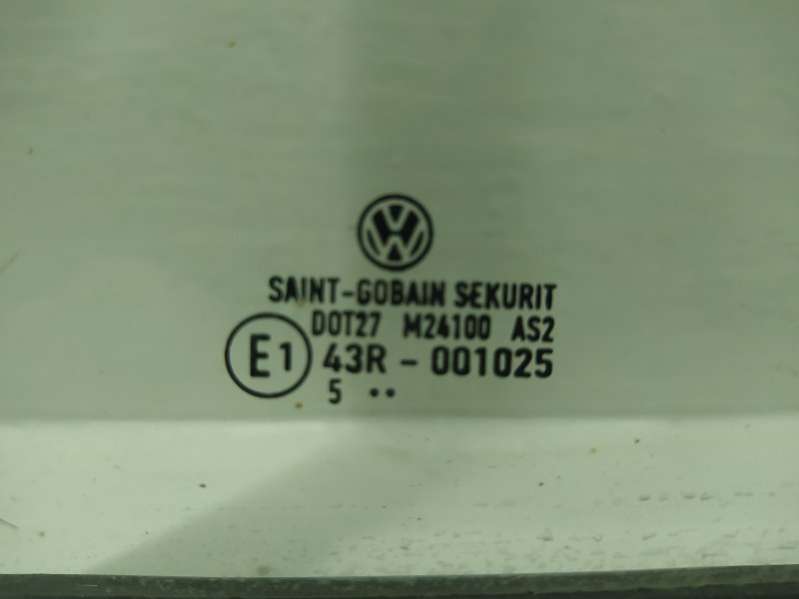 SAINT-GOBAIN SEKURIT
DOT27 M24100 AS2
E1 43R - 001025
5 ••